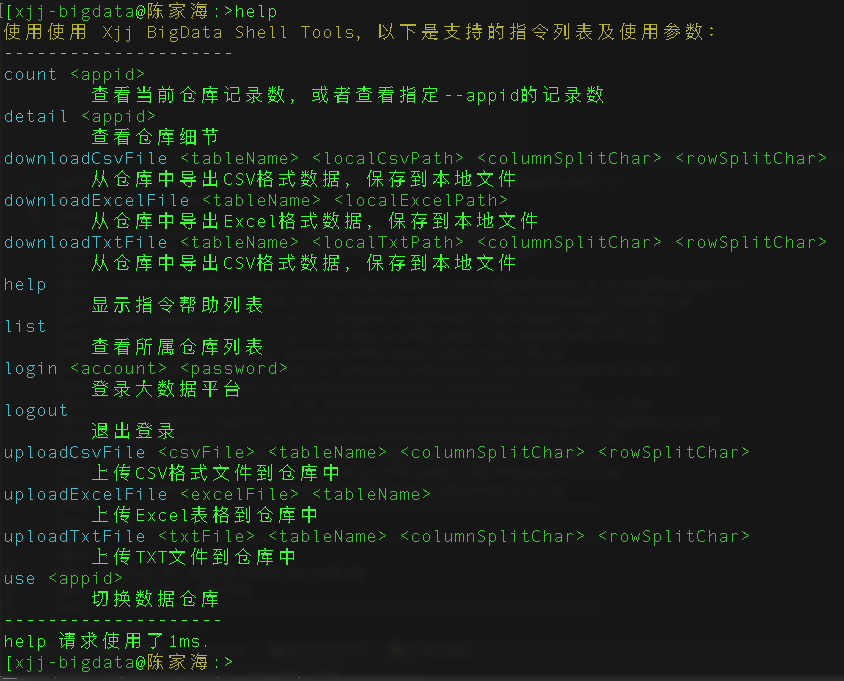 [[xjj-bigdata@陈家海:>help
使用使用 Xjj BigData Shell Tools, 以下是支持的指令列表及使用参数:
---------------------
count <appid>
查看当前仓库记录数, 或者查看指定--appid的记录数
detail <appid>
查看仓库细节
downloadCsvFile <tableName> <localCsvPath> <columnSplitChar> <rowSplitChar>
从仓库中导出CSV格式数据, 保存到本地文件
downloadExcelFile <tableName> <localExcelPath>
从仓库中导出Excel格式数据, 保存到本地文件
downloadTxtFile <tableName> <localTxtPath> <columnSplitChar> <rowSplitChar>
从仓库中导出CSV格式数据, 保存到本地文件
help
显示指令帮助列表
list
查看所属仓库列表
login <account> <password>
登录大数据平台
logout
退出登录
uploadCsvFile <csvFile> <tableName> <columnSplitChar> <rowSplitChar>
上传CSV格式文件到仓库中
uploadExcelFile <excelFile> <tableName>
上传Excel表格到仓库中
uploadTxtFile <txtFile> <tableName> <columnSplitChar> <rowSplitChar>
上传TXT文件到仓库中
use <appid>
切换数据仓库
--------------------
help 请求使用了1ms.
[xjj-bigdata@陈家海:>